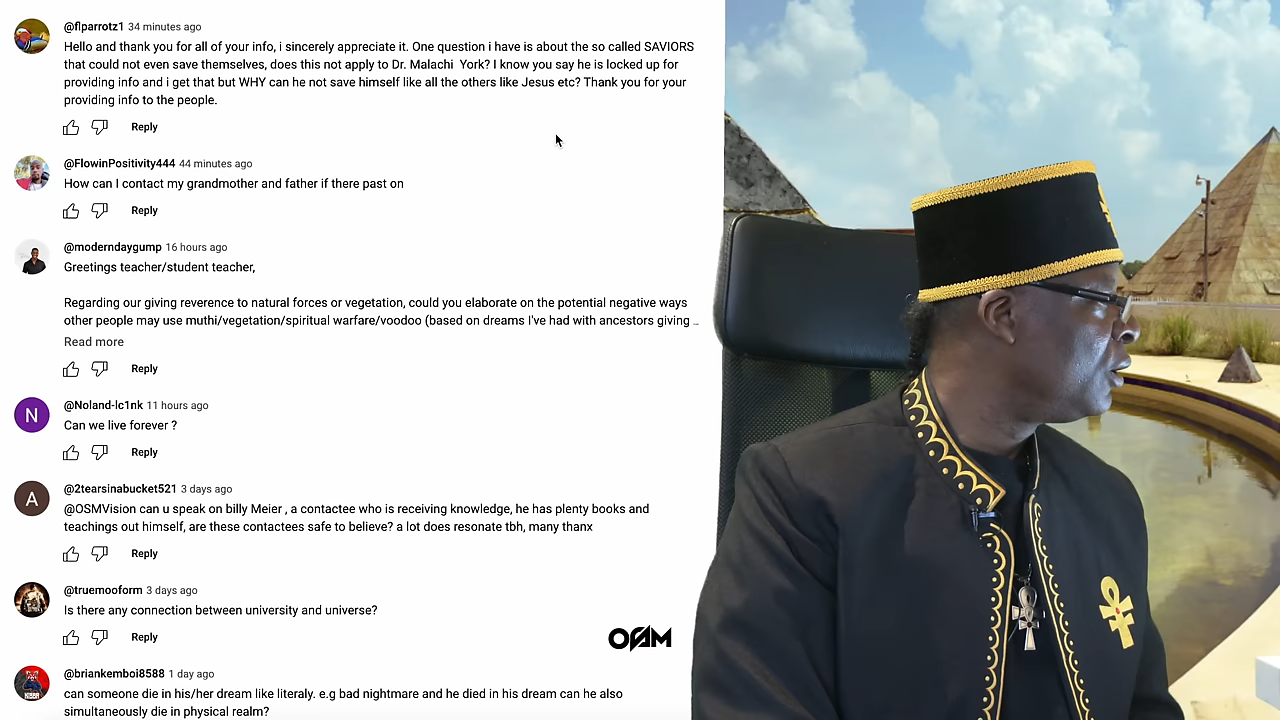 @flparrotz1 34 minutes ago
Hello and thank you for all of your info, i sincerely appreciate it. One question i have is about the so called SAVIORS
that could not even save themselves, does this not apply to Dr. Malachi York? I know you say he is locked up for
providing info and i get that but WHY can he not save himself like all the others like Jesus etc? Thank you for your
providing info to the people.
Reply
@FlowinPositivity444 44 minutes ago
How can I contact my grandmother and father if there past on
Reply
@moderndaygump 16 hours ago
Greetings teacher/student teacher,
Regarding our giving reverence to natural forces or vegetation, could you elaborate on the potential negative ways
other people may use muthi/vegetation/spiritual warfare/voodoo (based on dreams I've had with ancestors giving ...
Read more
Reply
N
@Noland-lc1nk 11 hours ago
Can we live forever ?
Reply
A
@2tearsinabucket521 3 days ago
@OSMVision can u speak on billy Meier , a contactee who is receiving knowledge, he has plenty books and
teachings out himself, are these contactees safe to believe? a lot does resonate tbh, many thanx
Reply
@truemooform 3 days ago
Is there any connection between university and universe?
Reply
OSM
@briankemboi8588 1 day ago
can someone die in his/her dream like literaly. e.g bad nightmare and he died in his dream can he also
simultaneously die in physical realm?